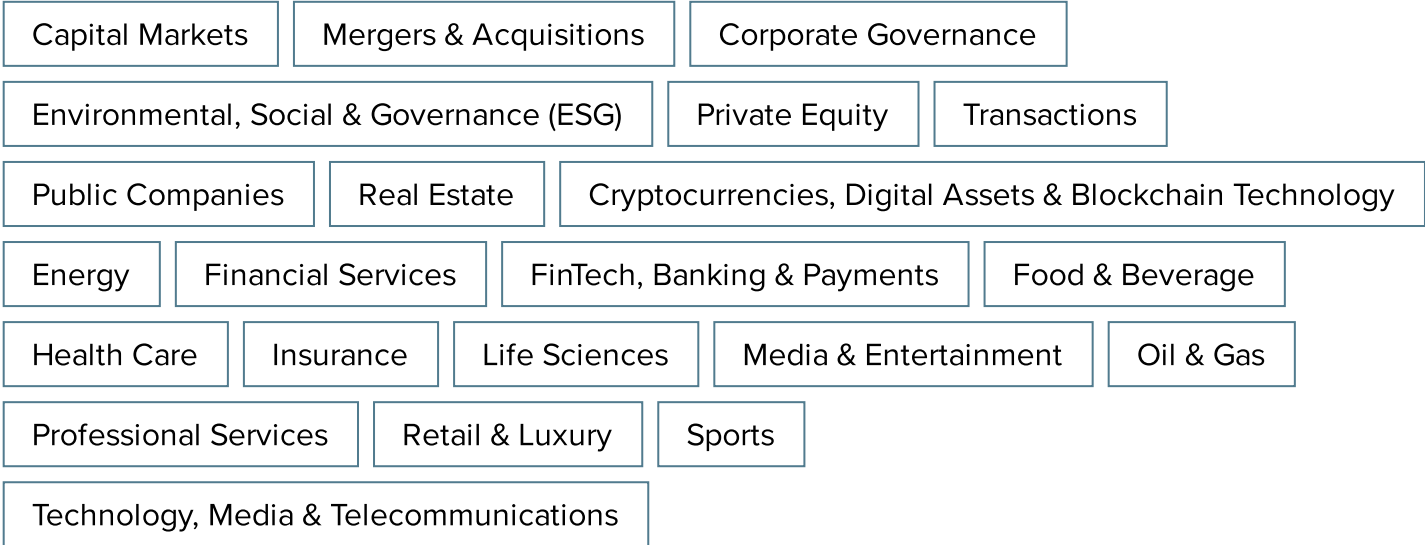 Capital Markets Mergers & Acquisitions Corporate Governance
Environmental, Social & Governance (ESG) Private Equity Transactions
Public Companies Real Estate Cryptocurrencies, Digital Assets & Blockchain Technology
Energy Financial Services FinTech, Banking & Payments Food & Beverage
Health Care Insurance Life Sciences Media & Entertainment Oil & Gas
Professional Services Retail & Luxury Sports
Technology, Media & Telecommunications